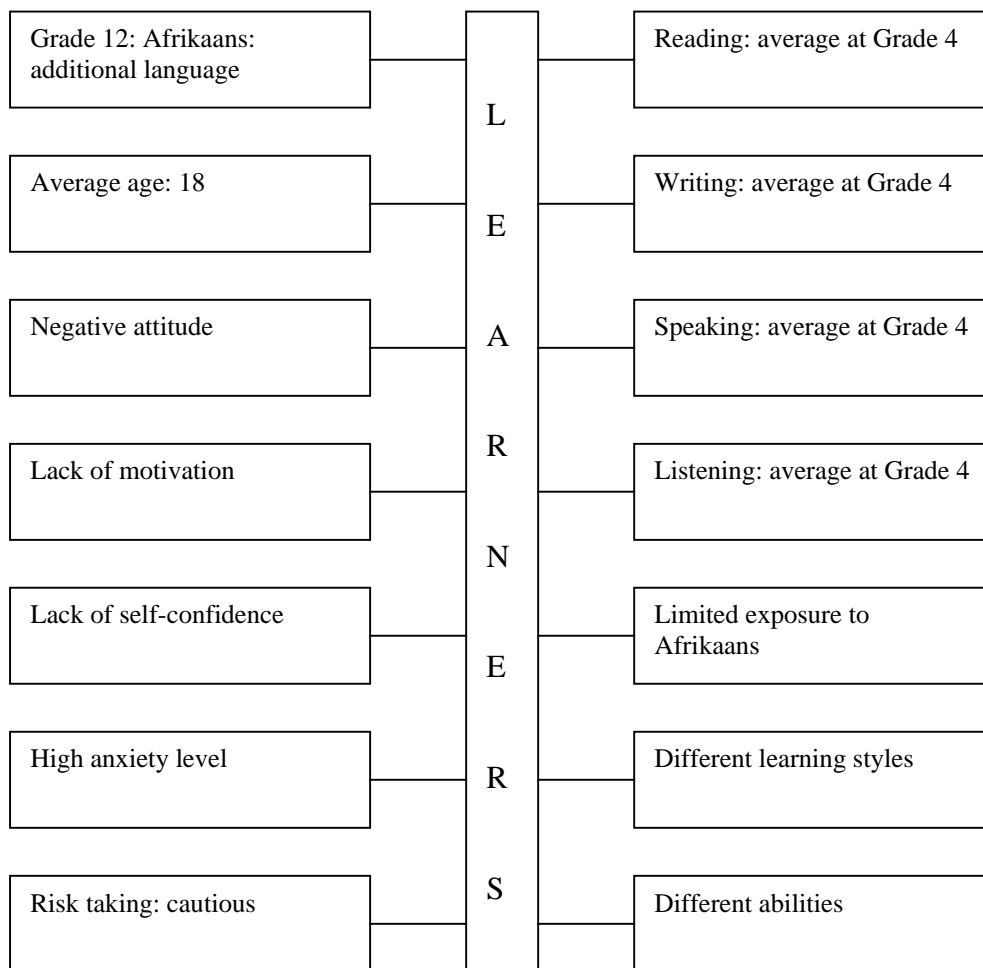 Grade 12: Afrikaans:
additional language
Average age: 18
Negative attitude
Lack of motivation
Lack of self-confidence
High anxiety level
Risk taking: cautious
L
E
A
R
N
E
R
S
Reading: average at Grade 4
Writing: average at Grade 4
Speaking: average at Grade 4
Listening: average at Grade 4
Limited exposure to
Afrikaans
Different learning styles
Different abilities